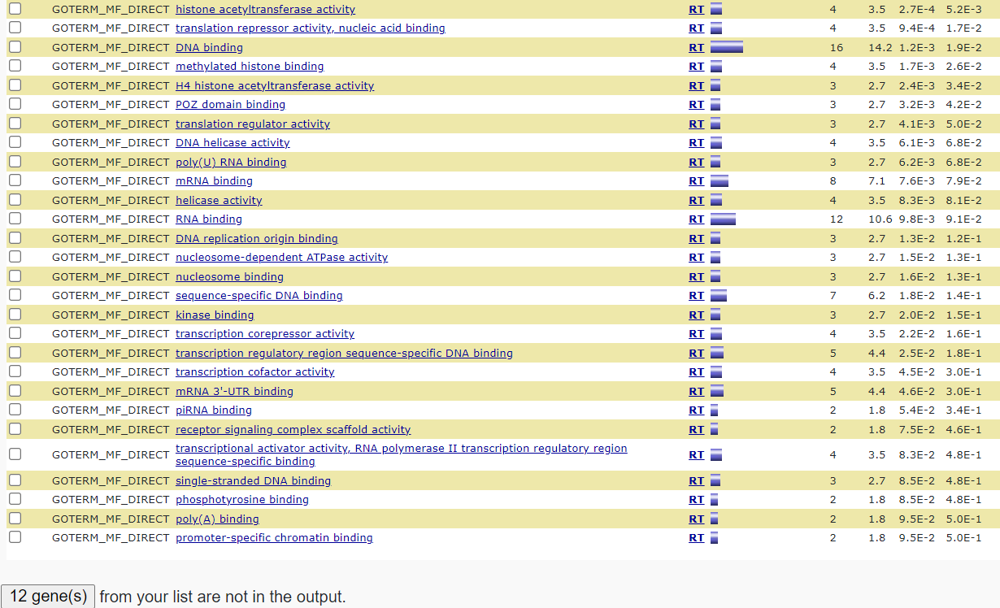 GOTERM_MF_DIRECT histone acetyltransferase activity RT 4 3.5 2.7E-4 5.2E-3
GOTERM_MF_DIRECT translation repressor activity, nucleic acid binding RT 4 3.5 9.4E-4 1.7E-2
GOTERM_MF_DIRECT DNA binding RT 16 14.2 1.2E-3 1.9E-2
GOTERM_MF_DIRECT methylated histone binding RT 4 3.5 1.7E-3 2.6E-2
GOTERM_MF_DIRECT H4 histone acetyltransferase activity RT 3 2.7 2.4E-3 3.4E-2
GOTERM_MF_DIRECT POZ domain binding RT 3 2.7 3.2E-3 4.2E-2
GOTERM_MF_DIRECT translation regulator activity RT 3 2.7 4.1E-3 5.0E-2
GOTERM_MF_DIRECT DNA helicase activity RT 4 3.5 6.1E-3 6.8E-2
GOTERM_MF_DIRECT poly(U) RNA binding RT 3 2.7 6.2E-3 6.8E-2
GOTERM_MF_DIRECT mRNA binding RT 8 7.1 7.6E-3 7.9E-2
GOTERM_MF_DIRECT helicase activity RT 4 3.5 8.3E-3 8.1E-2
GOTERM_MF_DIRECT RNA binding RT 12 10.6 9.8E-3 9.1E-2
GOTERM_MF_DIRECT DNA replication origin binding RT 3 2.7 1.3E-2 1.2E-1
GOTERM_MF_DIRECT nucleosome-dependent ATPase activity RT 3 2.7 1.5E-2 1.3E-1
GOTERM_MF_DIRECT nucleosome binding RT 3 2.7 1.6E-2 1.3E-1
GOTERM_MF_DIRECT sequence-specific DNA binding RT 7 6.2 1.8E-2 1.4E-1
GOTERM_MF_DIRECT kinase binding RT 3 2.7 2.0E-2 1.5E-1
GOTERM_MF_DIRECT transcription corepressor activity RT 4 3.5 2.2E-2 1.6E-1
GOTERM_MF_DIRECT transcription regulatory region sequence-specific DNA binding RT 5 4.4 2.5E-2 1.8E-1
GOTERM_MF_DIRECT transcription cofactor activity RT 4 3.5 4.5E-2 3.0E-1
GOTERM_MF_DIRECT mRNA 3'-UTR binding RT 5 4.4 4.6E-2 3.0E-1
GOTERM_MF_DIRECT piRNA binding RT 2 1.8 5.4E-2 3.4E-1
GOTERM_MF_DIRECT receptor signaling complex scaffold activity RT 2 1.8 7.5E-2 4.6E-1
GOTERM_MF_DIRECT transcriptional activator activity, RNA polymerase II transcription regulatory region
sequence-specific binding RT 4 3.5 8.3E-2 4.8E-1
GOTERM_MF_DIRECT single-stranded DNA binding RT 3 2.7 8.5E-2 4.8E-1
GOTERM_MF_DIRECT phosphotyrosine binding RT 2 1.8 8.5E-2 4.8E-1
GOTERM_MF_DIRECT poly(A) binding RT 2 1.8 9.5E-2 5.0E-1
GOTERM_MF_DIRECT promoter-specific chromatin binding RT 2 1.8 9.5E-2 5.0E-1
12 gene(s) from your list are not in the output.